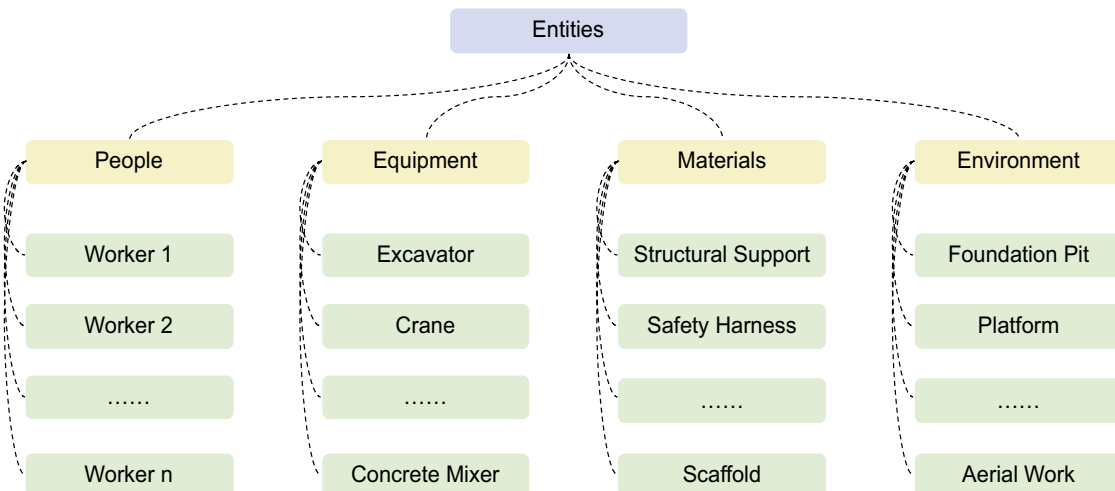 Entities
People
Equipment
Materials
Environment
Worker 1
Excavator
Structural Support
Foundation Pit
Worker 2
Crane
Safety Harness
Platform
……
……
……
……
Worker n
Concrete Mixer
Scaffold
Aerial Work